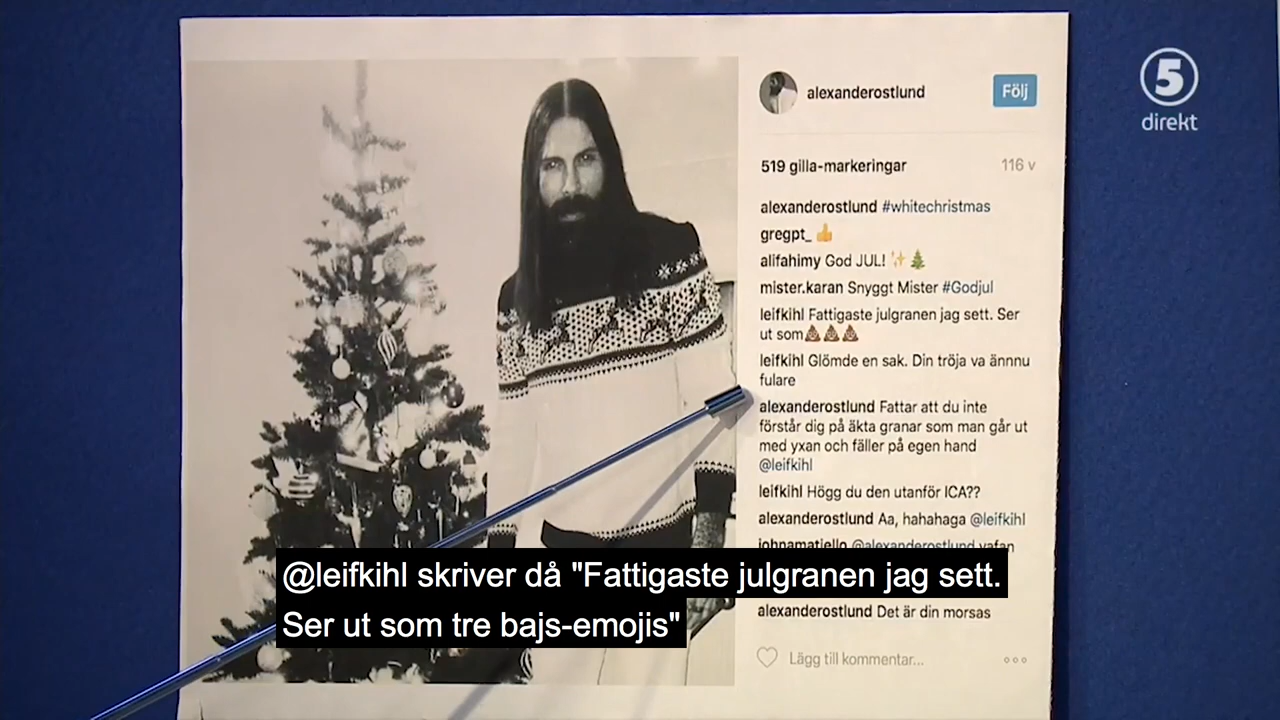 5
direkt
alexanderostlund
Följ
519 gilla-markeringar
116 v
alexanderostlund #whitechristmas
gregpt_ 👍
alifahimy God JUL! ✨🎄
mister.karan Snyggt Mister #Godjul
leifkihl Fattigaste julgranen jag sett. Ser
ut som💩💩💩
leifkihl Glömde en sak. Din tröja va ännnu
fulare
alexanderostlund Fattar att du inte
förstår dig på äkta granar som man går ut
med yxan och fäller på egen hand
@leifkihl
leifkihl Högg du den utanför ICA??
alexanderostlund Aa, hahahaga @leifkihl
johnamatiello @alexanderostlund vafan
@leifkihl skriver då "Fattigaste julgranen jag sett.
Ser ut som tre bajs-emojis"
alexanderostlund Det är din morsas
Lägg till kommentar...